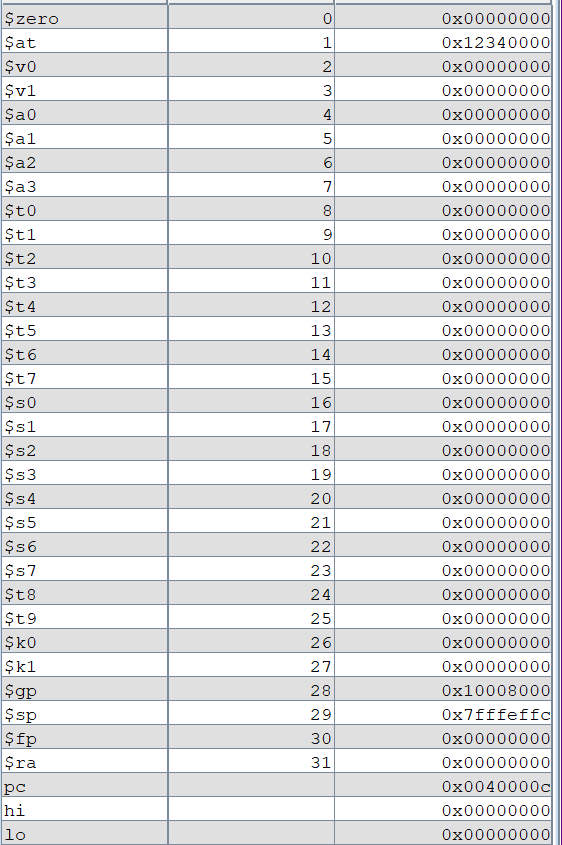 $zero 0 0x00000000
$at 1 0x12340000
$v0 2 0x00000000
$v1 3 0x00000000
$a0 4 0x00000000
$a1 5 0x00000000
$a2 6 0x00000000
$a3 7 0x00000000
$t0 8 0x00000000
$t1 9 0x00000000
$t2 10 0x00000000
$t3 11 0x00000000
$t4 12 0x00000000
$t5 13 0x00000000
$t6 14 0x00000000
$t7 15 0x00000000
$s0 16 0x00000000
$s1 17 0x00000000
$s2 18 0x00000000
$s3 19 0x00000000
$s4 20 0x00000000
$s5 21 0x00000000
$s6 22 0x00000000
$s7 23 0x00000000
$t8 24 0x00000000
$t9 25 0x00000000
$k0 26 0x00000000
$k1 27 0x00000000
$gp 28 0x10008000
$sp 29 0x7fffeffc
$fp 30 0x00000000
$ra 31 0x00000000
pc 0x0040000c
hi 0x00000000
lo 0x00000000